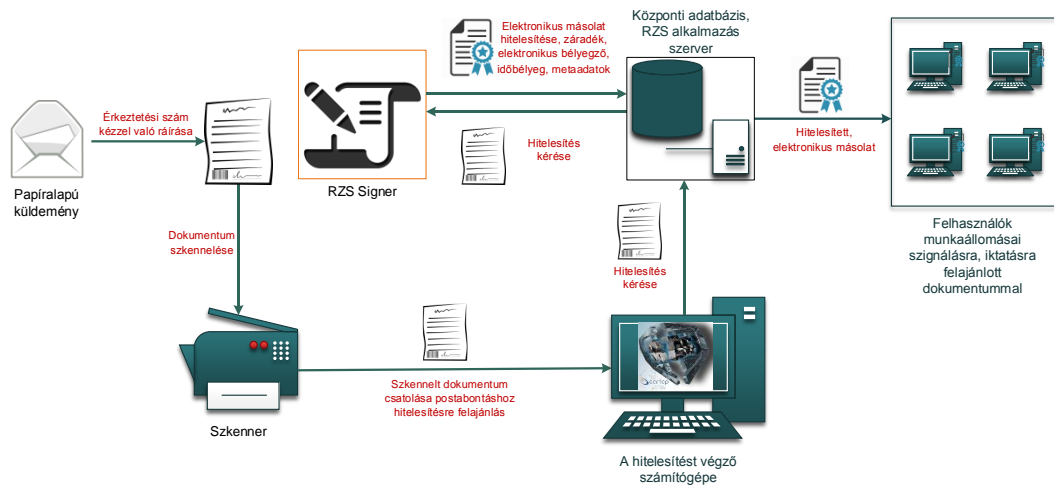 Elektronikus másolat
hitelesítése, záradék,
elektronikus bélyegző,
időbélyeg, metaadatok
Központi adatbázis,
RZS alkalmazás
szerver
Érkeztetési szám
kézzel való ráírása
Papíralapú
küldemény
RZS Signer
Hitelesítés
kérése
Hitelesített,
elektronikus másolat
Felhasználók
munkaállomásai
szignálásra, iktatásra
felajánlott
dokumentummal
Dokumentum
szkennelése
Hitelesítés
kérése
Szkennelt dokumentum
csatolása postabontáshoz
hitelesítésre felajánlás
Szkenner
A hitelesítést végző
számítógépe